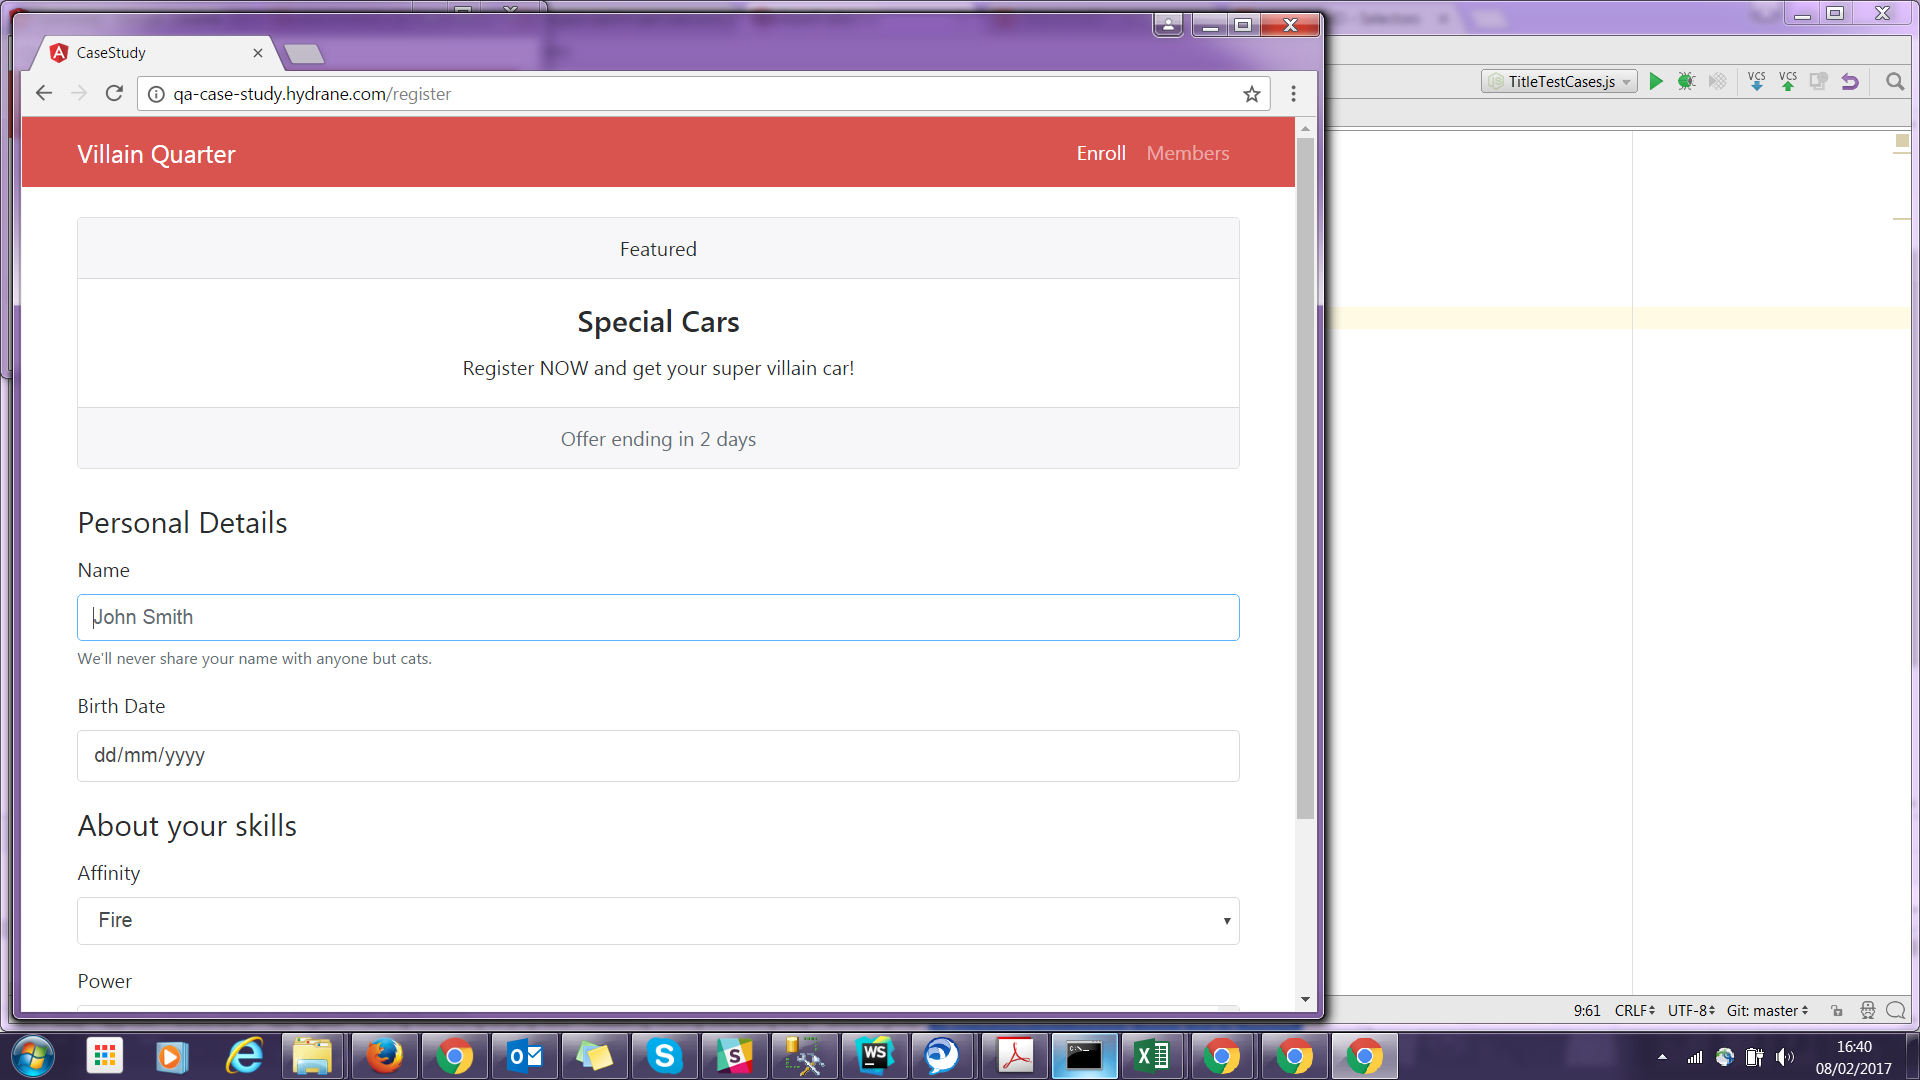 CaseStudy
qa-case-study.hydrane.com/register
TitleTestCases.js
VCS
VCS
Villain Quarter
Enroll
Members
Featured
Special Cars
Register NOW and get your super villain car!
Offer ending in 2 days
Personal Details
Name
John Smith
We'll never share your name with anyone but cats.
Birth Date
dd/mm/yyyy
About your skills
Affinity
Fire
Power
9:61
CRLF
UTF-8
Git: master
WS
16:40
08/02/2017